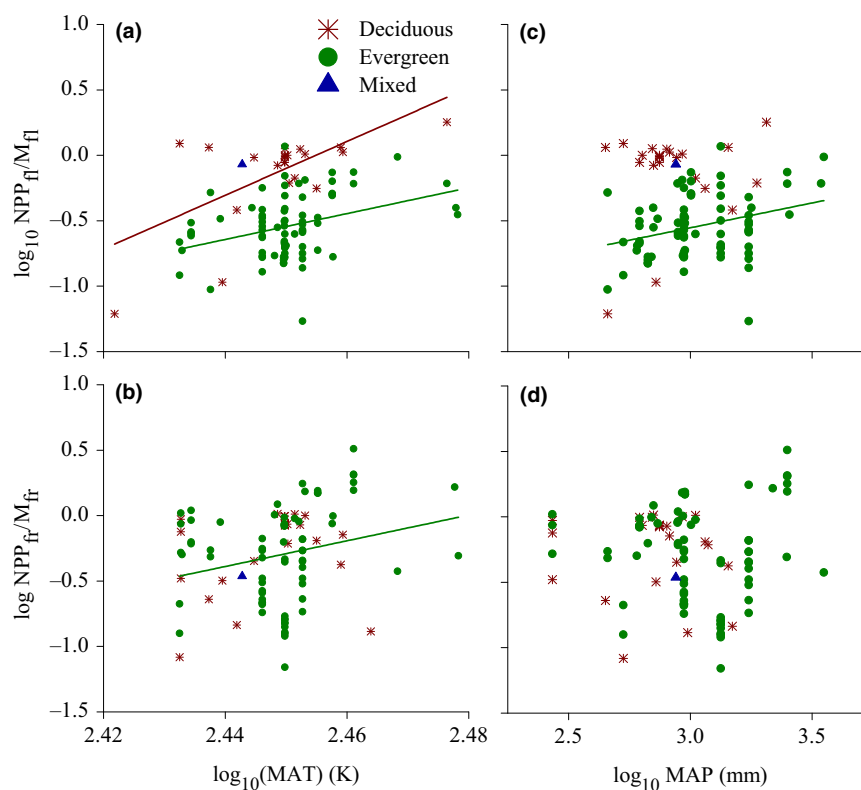 (a)
Deciduous
Evergreen
Mixed
(c)
1.0
0.5
0.0
−0.5
−1.0
−1.5
log10 NPPfl/Mfl
(b)
(d)
1.0
0.5
0.0
−0.5
−1.0
−1.5
log NPPfr/Mfr
2.42 2.44 2.46 2.48
2.5 3.0 3.5
log10(MAT) (K)
log10 MAP (mm)